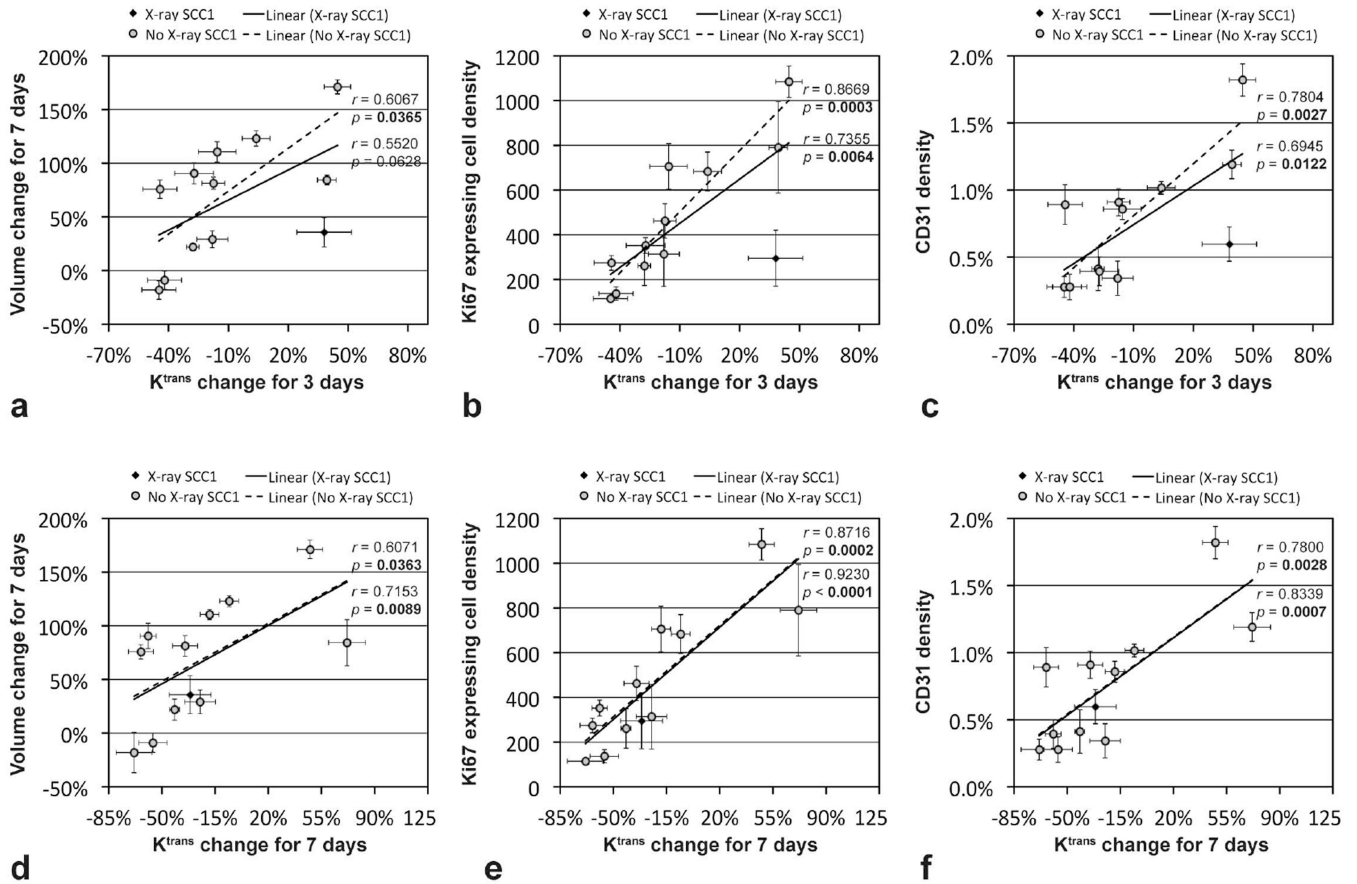 X-ray SCC1 Linear (X-ray SCC1)
No X-ray SCC1 Linear (No X-ray SCC1)
Volume change for 7 days
200%
150%
100%
50%
0%
-50%
r = 0.6067
p = 0.0365
r = 0.5520
p = 0.0628
-70% -40% -10% 20% 50% 80%
Ktrans change for 3 days
a
X-ray SCC1 Linear (X-ray SCC1)
No X-ray SCC1 Linear (No X-ray SCC1)
Ki67 expressing cell density
1200
1000
800
600
400
200
0
r = 0.8669
p = 0.0003
r = 0.7355
p = 0.0064
-70% -40% -10% 20% 50% 80%
Ktrans change for 3 days
b
X-ray SCC1 Linear (X-ray SCC1)
No X-ray SCC1 Linear (No X-ray SCC1)
CD31 density
2.0%
1.5%
1.0%
0.5%
0.0%
r = 0.7804
p = 0.0027
r = 0.6945
p = 0.0122
-70% -40% -10% 20% 50% 80%
Ktrans change for 3 days
c
X-ray SCC1 Linear (X-ray SCC1)
No X-ray SCC1 Linear (No X-ray SCC1)
Volume change for 7 days
200%
150%
100%
50%
0%
-50%
r = 0.6071
p = 0.0363
r = 0.7153
p = 0.0089
-85% -50% -15% 20% 55% 90% 125
Ktrans change for 7 days
d
X-ray SCC1 Linear (X-ray SCC1)
No X-ray SCC1 Linear (No X-ray SCC1)
Ki67 expressing cell density
1200
1000
800
600
400
200
0
r = 0.8716
p = 0.0002
r = 0.9230
p < 0.0001
-85% -50% -15% 20% 55% 90% 125
Ktrans change for 7 days
e
X-ray SCC1 Linear (X-ray SCC1)
No X-ray SCC1 Linear (No X-ray SCC1)
CD31 density
2.0%
1.5%
1.0%
0.5%
0.0%
r = 0.7800
p = 0.0028
r = 0.8339
p = 0.0007
-85% -50% -15% 20% 55% 90% 125
Ktrans change for 7 days
f